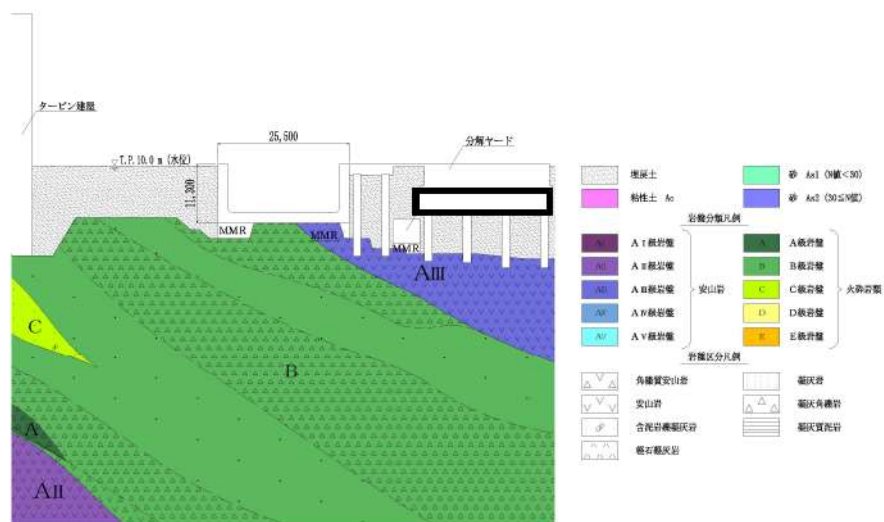 タービン建屋
25,500
分解ヤード
T.P.10.0 m (水位)
11,300
MMR
MMR
MMR
AIII
C
B
A
AII
埋戻土
砂 As1 (N値<30)
粘性土 Ac
砂 As2 (30≦N値)
岩盤分類凡例
AⅠ級岩盤
AⅡ級岩盤
AⅢ級岩盤
AⅣ級岩盤
AⅤ級岩盤
安山岩
A A級岩盤
B B級岩盤
C C級岩盤
D D級岩盤
E E級岩盤
火砕岩類
岩種区分凡例
角礫質安山岩
凝灰岩
安山岩
凝灰角礫岩
含泥岩礫凝灰岩
凝灰質泥岩
軽石凝灰岩